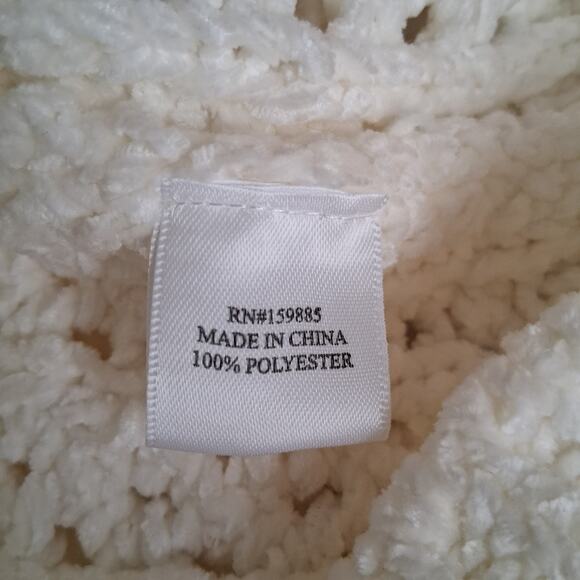 RN#159885
MADE IN CHINA
100% POLYESTER